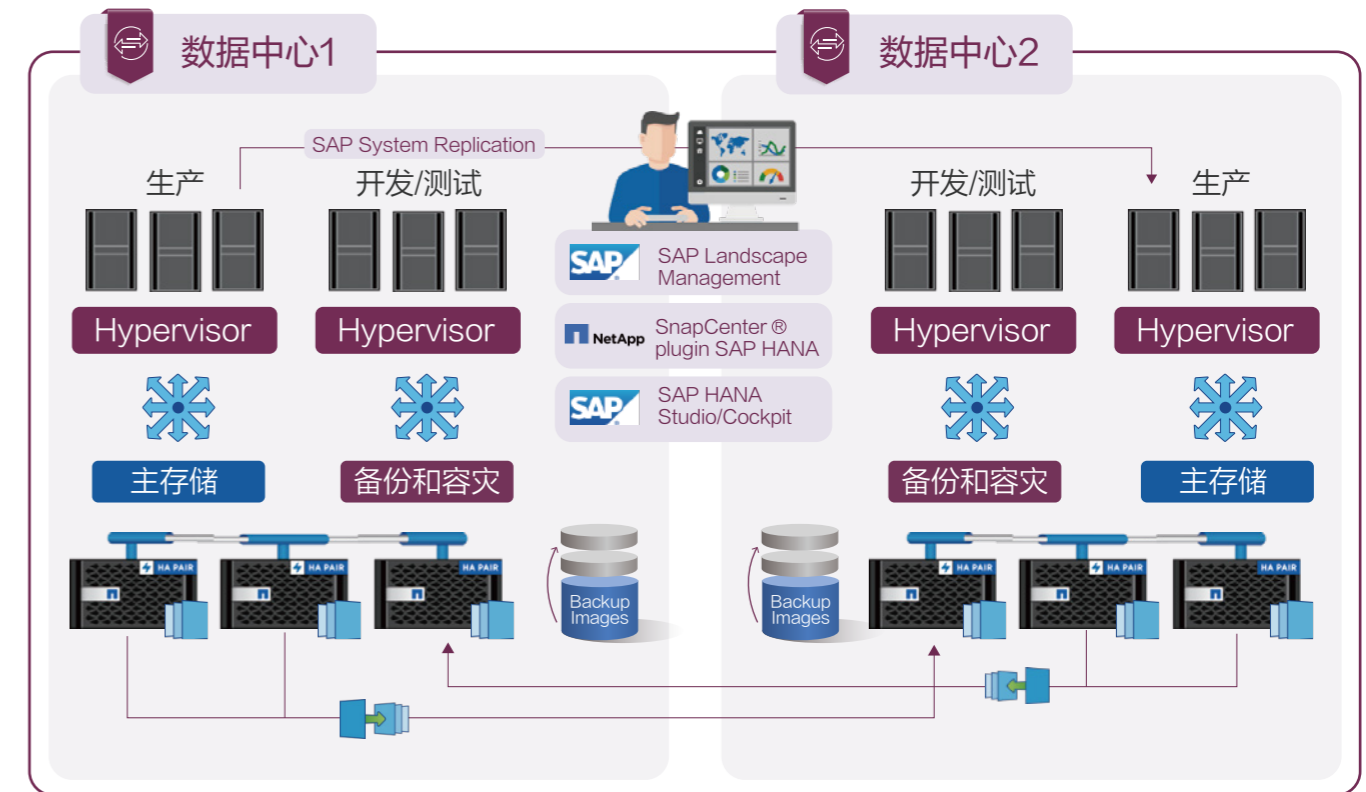 数据中心1
数据中心2
SAP System Replication
生产
开发/测试
开发/测试
生产
SAP
SAP Landscape
Management
Hypervisor
Hypervisor
NetApp
SnapCenter ®
plugin SAP HANA
Hypervisor
Hypervisor
SAP
SAP HANA
Studio/Cockpit
主存储
备份和容灾
备份和容灾
主存储
HA PAIR
HA PAIR
HA PAIR
Backup
Images
Backup
Images
HA PAIR
HA PAIR
HA PAIR